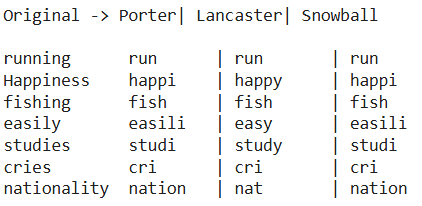 Original -> Porter| Lancaster| Snowball
running run | run | run
Happiness happi | happy | happi
fishing fish | fish | fish
easily easili | easy | easili
studies studi | study | studi
cries cri | cri | cri
nationality nation | nat | nation